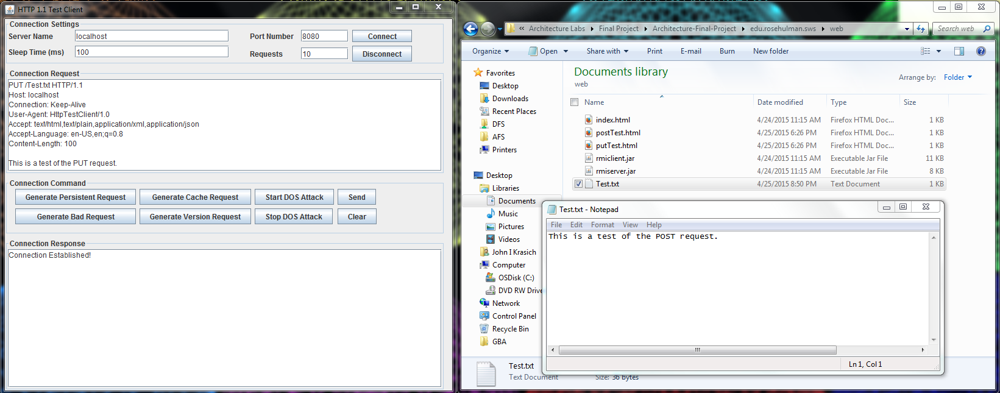 HTTP 1.1 Test Client
Connection Settings
Server Name localhost Port Number 8080 Connect
Sleep Time (ms) 100 Requests 10 Disconnect
Connection Request
PUT /Test.txt HTTP/1.1
Host: localhost
Connection: Keep-Alive
User-Agent: HttpTestClient/1.0
Accept: text/html,text/plain,application/xml,application/json
Accept-Language: en-US,en;q=0.8
Content-Length: 100
This is a test of the PUT request.
Connection Command
Generate Persistent Request Generate Cache Request Start DOS Attack Send
Generate Bad Request Generate Version Request Stop DOS Attack Clear
Connection Response
Connection Established!
« Architecture Labs Final Project Architecture-Final-Project edu.rosehulman.sws web Search web
Organize Open Share with Print E-mail Burn New folder
Favorites
Desktop
Downloads
Recent Places
DFS
AFS
Printers
Desktop
Libraries
Documents
Music
Pictures
Videos
John I Krasich
Computer
OSDisk (C:)
DVD RW Drive
Network
Control Panel
Recycle Bin
GBA
Documents library
web
Arrange by: Folder
Name Date modified Type Size
index.html 4/24/2015 11:15 AM Firefox HTML Doc... 1 KB
postTest.html 4/25/2015 6:26 PM Firefox HTML Doc... 1 KB
putTest.html 4/25/2015 6:26 PM Firefox HTML Doc... 1 KB
rmiclient.jar 4/24/2015 11:15 AM Executable Jar File 11 KB
rmiserver.jar 4/24/2015 11:15 AM Executable Jar File 8 KB
Test.txt 4/25/2015 8:50 PM Text Document 1 KB
Test.txt - Notepad
File Edit Format View Help
This is a test of the POST request.
Ln 1, Col 1
Test.txt
Text Document Size: 36 bytes